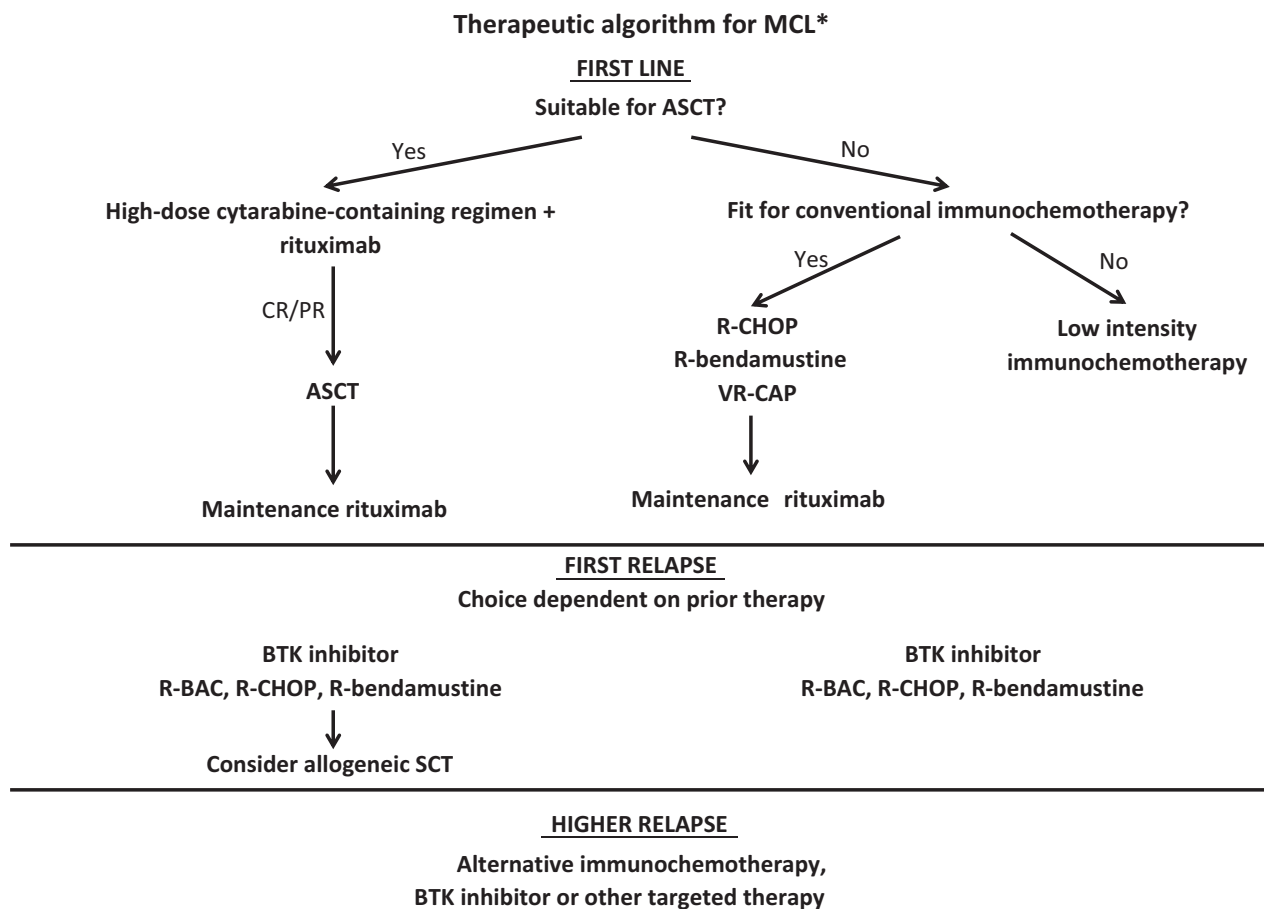 Therapeutic algorithm for MCL*
FIRST LINE
Suitable for ASCT?
Yes
No
High-dose cytarabine-containing regimen +
rituximab
Fit for conventional immunochemotherapy?
CR/PR
Yes
No
ASCT
R-CHOP
R-bendamustine
VR-CAP
Low intensity
immunochemotherapy
Maintenance rituximab
Maintenance rituximab
FIRST RELAPSE
Choice dependent on prior therapy
BTK inhibitor
R-BAC, R-CHOP, R-bendamustine
Consider allogeneic SCT
BTK inhibitor
R-BAC, R-CHOP, R-bendamustine
HIGHER RELAPSE
Alternative immunochemotherapy,
BTK inhibitor or other targeted therapy